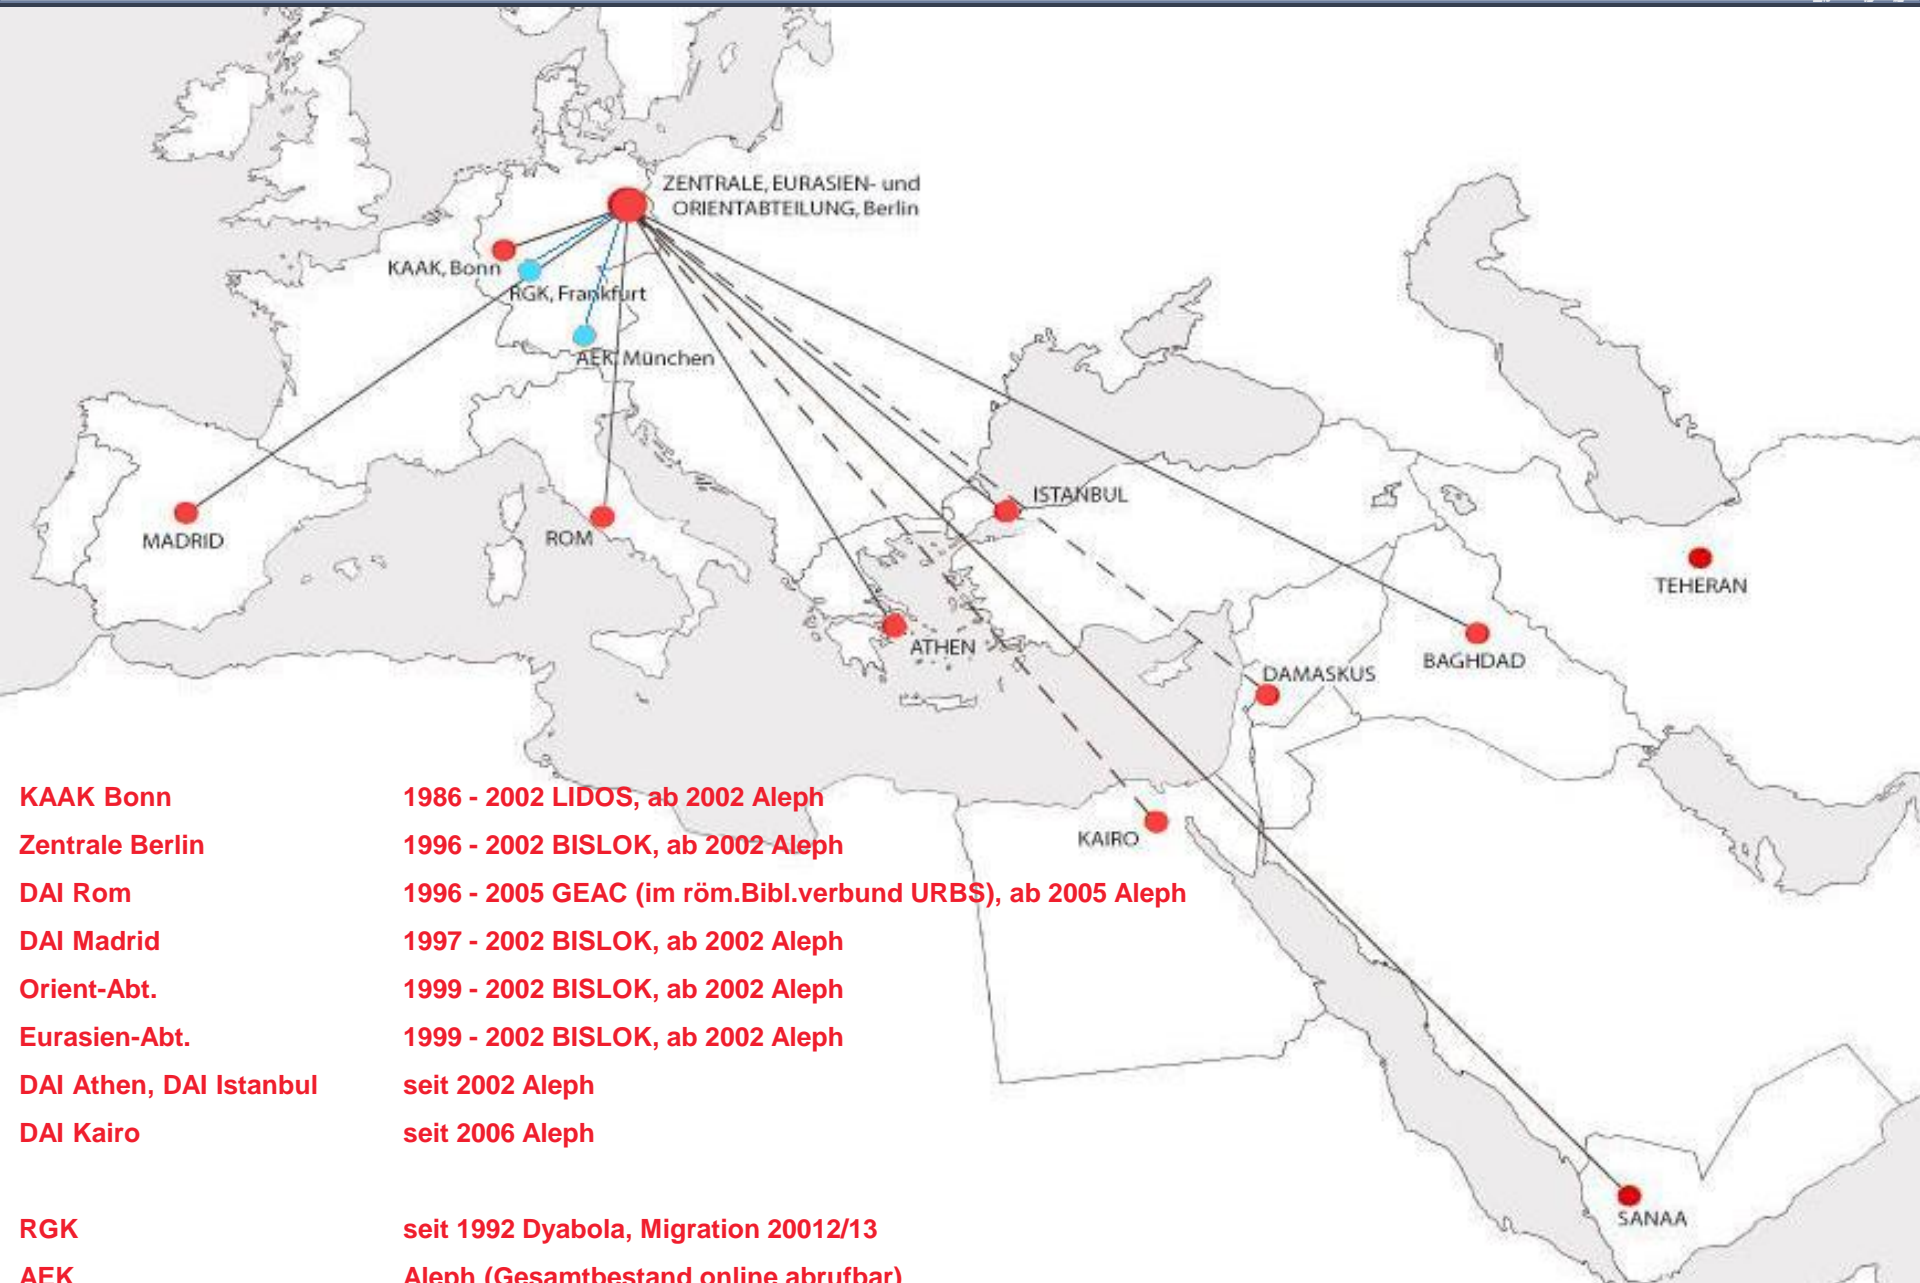 ZENTRALE, EURASIEN- und
ORIENTABTEILUNG, Berlin
KAAK, Bonn
RGK, Frankfurt
AEK, München
MADRID
ROM
ISTANBUL
ATHEN
TEHERAN
BAGHDAD
DAMASKUS
KAIRO
SANAA
KAAK Bonn 1986 - 2002 LIDOS, ab 2002 Aleph
Zentrale Berlin 1996 - 2002 BISLOK, ab 2002 Aleph
DAI Rom 1996 - 2005 GEAC (im röm.Bibl.verbund URBS), ab 2005 Aleph
DAI Madrid 1997 - 2002 BISLOK, ab 2002 Aleph
Orient-Abt. 1999 - 2002 BISLOK, ab 2002 Aleph
Eurasien-Abt. 1999 - 2002 BISLOK, ab 2002 Aleph
DAI Athen, DAI Istanbul seit 2002 Aleph
DAI Kairo seit 2006 Aleph
RGK seit 1992 Dyabola, Migration 20012/13
AEK Aleph (Gesamtbestand online abrufbar)